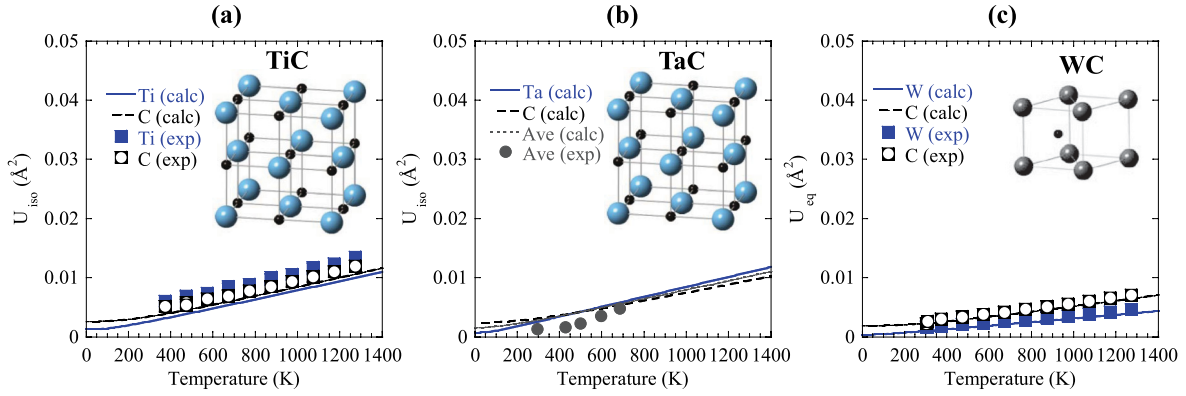 (a)
TiC
Ti (calc)
C (calc)
Ti (exp)
C (exp)
U_iso (Å²)
0.05
0.04
0.03
0.02
0.01
0
0 200 400 600 800 1000 1200 1400
Temperature (K)
(b)
TaC
Ta (calc)
C (calc)
Ave (calc)
Ave (exp)
U_iso (Å²)
0.05
0.04
0.03
0.02
0.01
0
0 200 400 600 800 1000 1200 1400
Temperature (K)
(c)
WC
W (calc)
C (calc)
W (exp)
C (exp)
U_eq (Å²)
0.05
0.04
0.03
0.02
0.01
0
0 200 400 600 800 1000 1200 1400
Temperature (K)